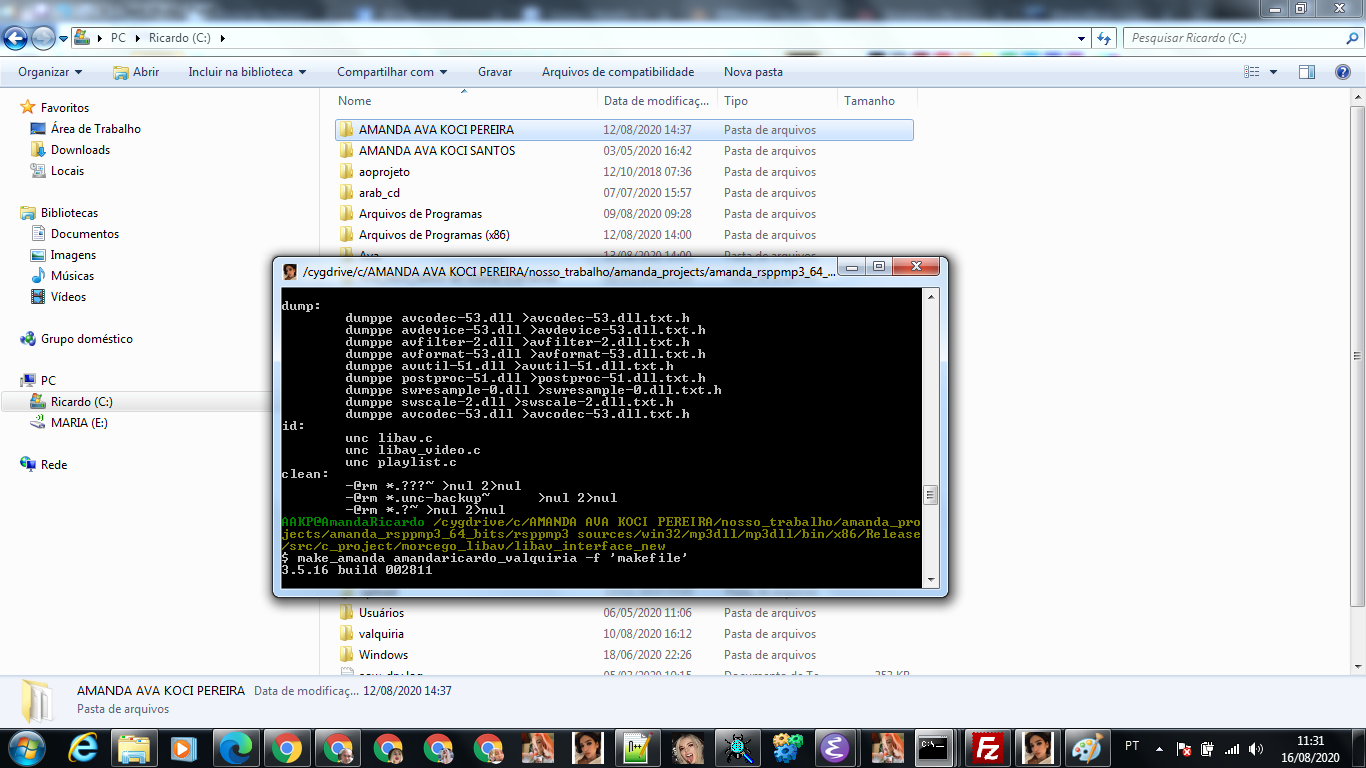 PC
Ricardo (C:)
Pesquisar Ricardo (C:)
Organizar
Abrir
Incluir na biblioteca
Compartilhar com
Gravar
Arquivos de compatibilidade
Nova pasta
Favoritos
Área de Trabalho
Downloads
Locais
Bibliotecas
Documentos
Imagens
Músicas
Vídeos
Grupo doméstico
PC
Ricardo (C:)
MARIA (E:)
Rede
Nome Data de modificaç... Tipo Tamanho
AMANDA AVA KOCI PEREIRA 12/08/2020 14:37 Pasta de arquivos
AMANDA AVA KOCI SANTOS 03/05/2020 16:42 Pasta de arquivos
aoprojeto 12/10/2018 07:36 Pasta de arquivos
arab_cd 07/07/2020 15:57 Pasta de arquivos
Arquivos de Programas 09/08/2020 09:28 Pasta de arquivos
Arquivos de Programas (x86) 12/08/2020 14:00 Pasta de arquivos
/cygdrive/c/AMANDA AVA KOCI PEREIRA/nosso_trabalho/amanda_projects/amanda_rsppmp3_64_...
dump:
dumppe avcodec-53.dll >avcodec-53.dll.txt.h
dumppe avdevice-53.dll >avdevice-53.dll.txt.h
dumppe avfilter-2.dll >avfilter-2.dll.txt.h
dumppe avformat-53.dll >avformat-53.dll.txt.h
dumppe avutil-51.dll >avutil-51.dll.txt.h
dumppe postproc-51.dll >postproc-51.dll.txt.h
dumppe swresample-0.dll >swresample-0.dll.txt.h
dumppe swscale-2.dll >swscale-2.dll.txt.h
dumppe avcodec-53.dll >avcodec-53.dll.txt.h
id:
unc libav.c
unc libav_video.c
unc playlist.c
clean:
-@rm *.???~ >nul 2>nul
-@rm *.unc-backup~ >nul 2>nul
-@rm *.?~ >nul 2>nul
AAKP@AmandaRicardo /cygdrive/c/AMANDA AVA KOCI PEREIRA/nosso_trabalho/amanda_pro
jects/amanda_rsppmp3_64_bits/rsppmp3 sources/win32/mp3dll/mp3dll/bin/x86/Release
/src/c_project/morcego_libav/libav_interface_new
$ make_amanda amandaricardo_valquiria -f 'makefile'
3.5.16 build 002811
Usuários 06/05/2020 11:06 Pasta de arquivos
valquiria 10/08/2020 16:12 Pasta de arquivos
Windows 18/06/2020 22:26 Pasta de arquivos
AMANDA AVA KOCI PEREIRA Data de modificaç... 12/08/2020 14:37
Pasta de arquivos
PT
11:31
16/08/2020